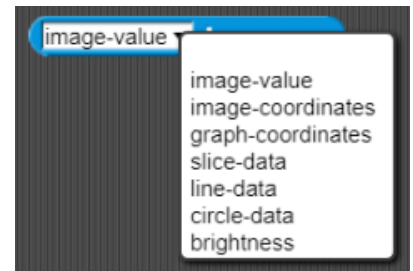 image-value
image-value
image-coordinates
graph-coordinates
slice-data
line-data
circle-data
brightness